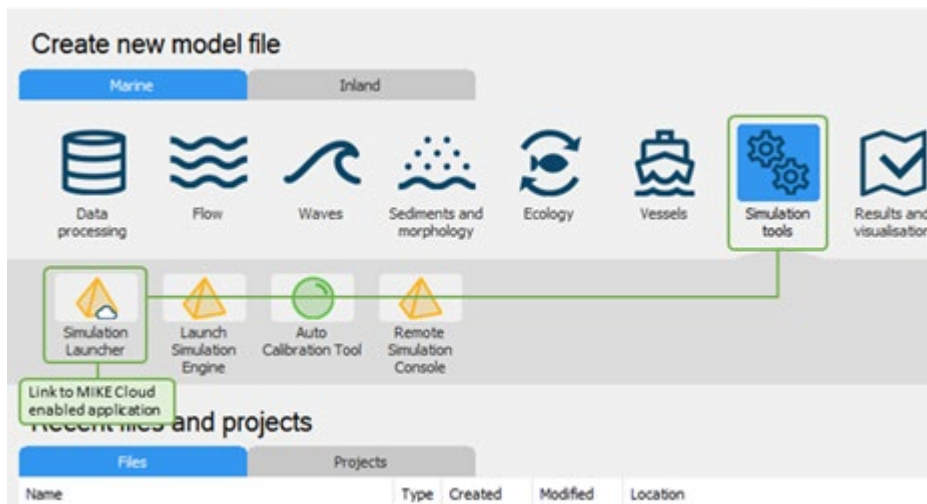 Create new model file
Marine
Inland
Data
processing
Flow
Waves
Sediments and
morphology
Ecology
Vessels
Simulation
tools
Results and
visualisation
Simulation
Launcher
Launch
Simulation
Engine
Auto
Calibration Tool
Remote
Simulation
Console
Link to MIKE Cloud
enabled application
Recent files and projects
Files
Projects
Name
Type
Created
Modified
Location